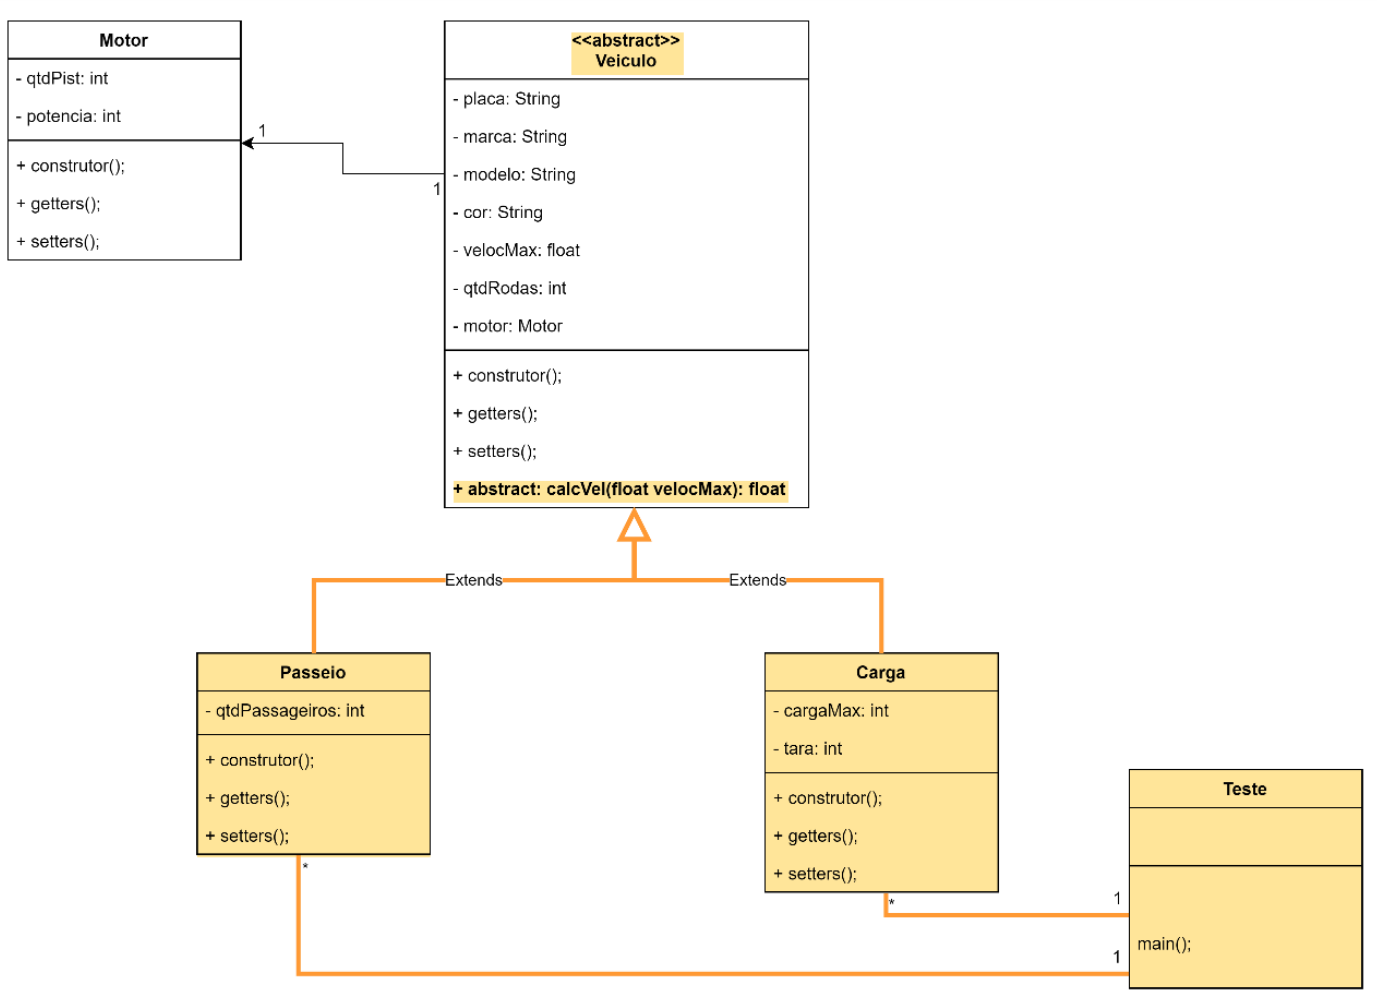 Motor
- qtdPist: int
- potencia: int
+ construtor();
+ getters();
+ setters();
1
1
<<abstract>>
Veiculo
- placa: String
- marca: String
- modelo: String
- cor: String
- velocMax: float
- qtdRodas: int
- motor: Motor
+ construtor();
+ getters();
+ setters();
+ abstract: calcVel(float velocMax): float
Extends
Extends
Passeio
- qtdPassageiros: int
+ construtor();
+ getters();
+ setters();
*
Carga
- cargaMax: int
- tara: int
+ construtor();
+ getters();
+ setters();
*
1
1
Teste
main();